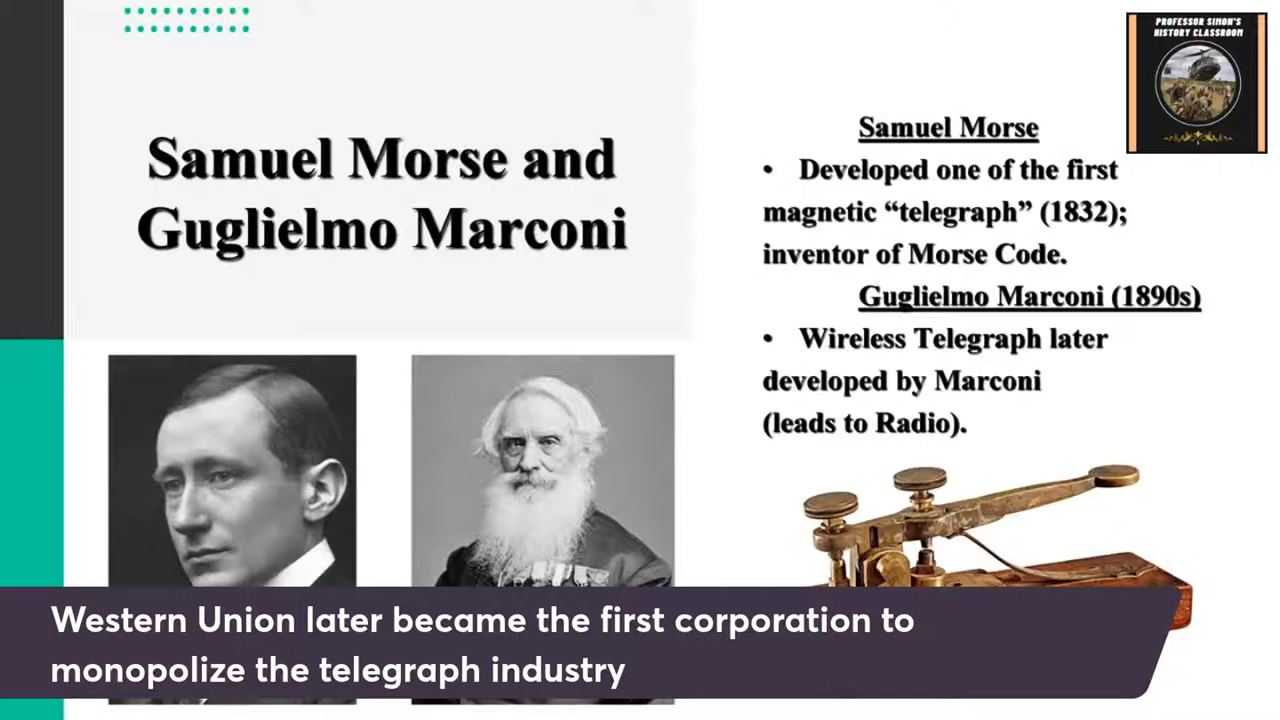 PROFESSOR SIMON'S
HISTORY CLASSROOM
Samuel Morse and
Guglielmo Marconi
Samuel Morse
• Developed one of the first
magnetic “telegraph” (1832);
inventor of Morse Code.
Guglielmo Marconi (1890s)
• Wireless Telegraph later
developed by Marconi
(leads to Radio).
Western Union later became the first corporation to
monopolize the telegraph industry